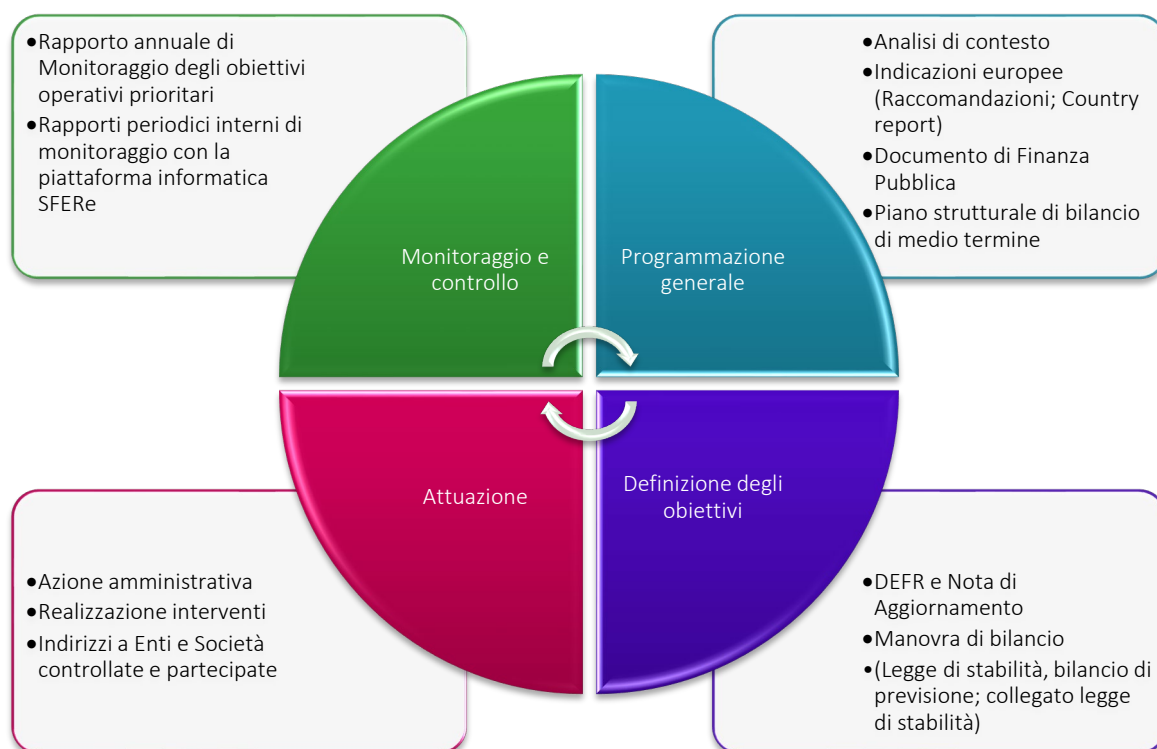 •Rapporto annuale di
Monitoraggio degli obiettivi
operativi prioritari
•Rapporti periodici interni di
monitoraggio con la
piattaforma informatica
SFERe
•Analisi di contesto
•Indicazioni europee
(Raccomandazioni; Country
report)
•Documento di Finanza
Pubblica
•Piano strutturale di bilancio
di medio termine
Monitoraggio e
controllo
Programmazione
generale
Attuazione
Definizione degli
obiettivi
•Azione amministrativa
•Realizzazione interventi
•Indirizzi a Enti e Società
controllate e partecipate
•DEFR e Nota di
Aggiornamento
•Manovra di bilancio
•(Legge di stabilità, bilancio di
previsione; collegato legge
di stabilità)